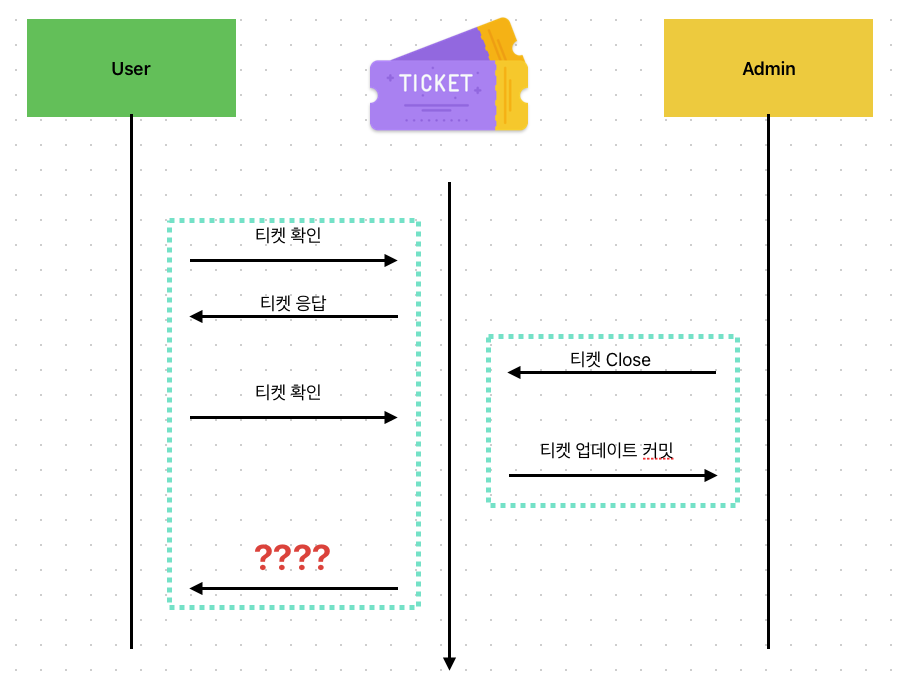 User
TICKET
Admin
티켓 확인
티켓 응답
티켓 Close
티켓 확인
티켓 업데이트 커밋
????